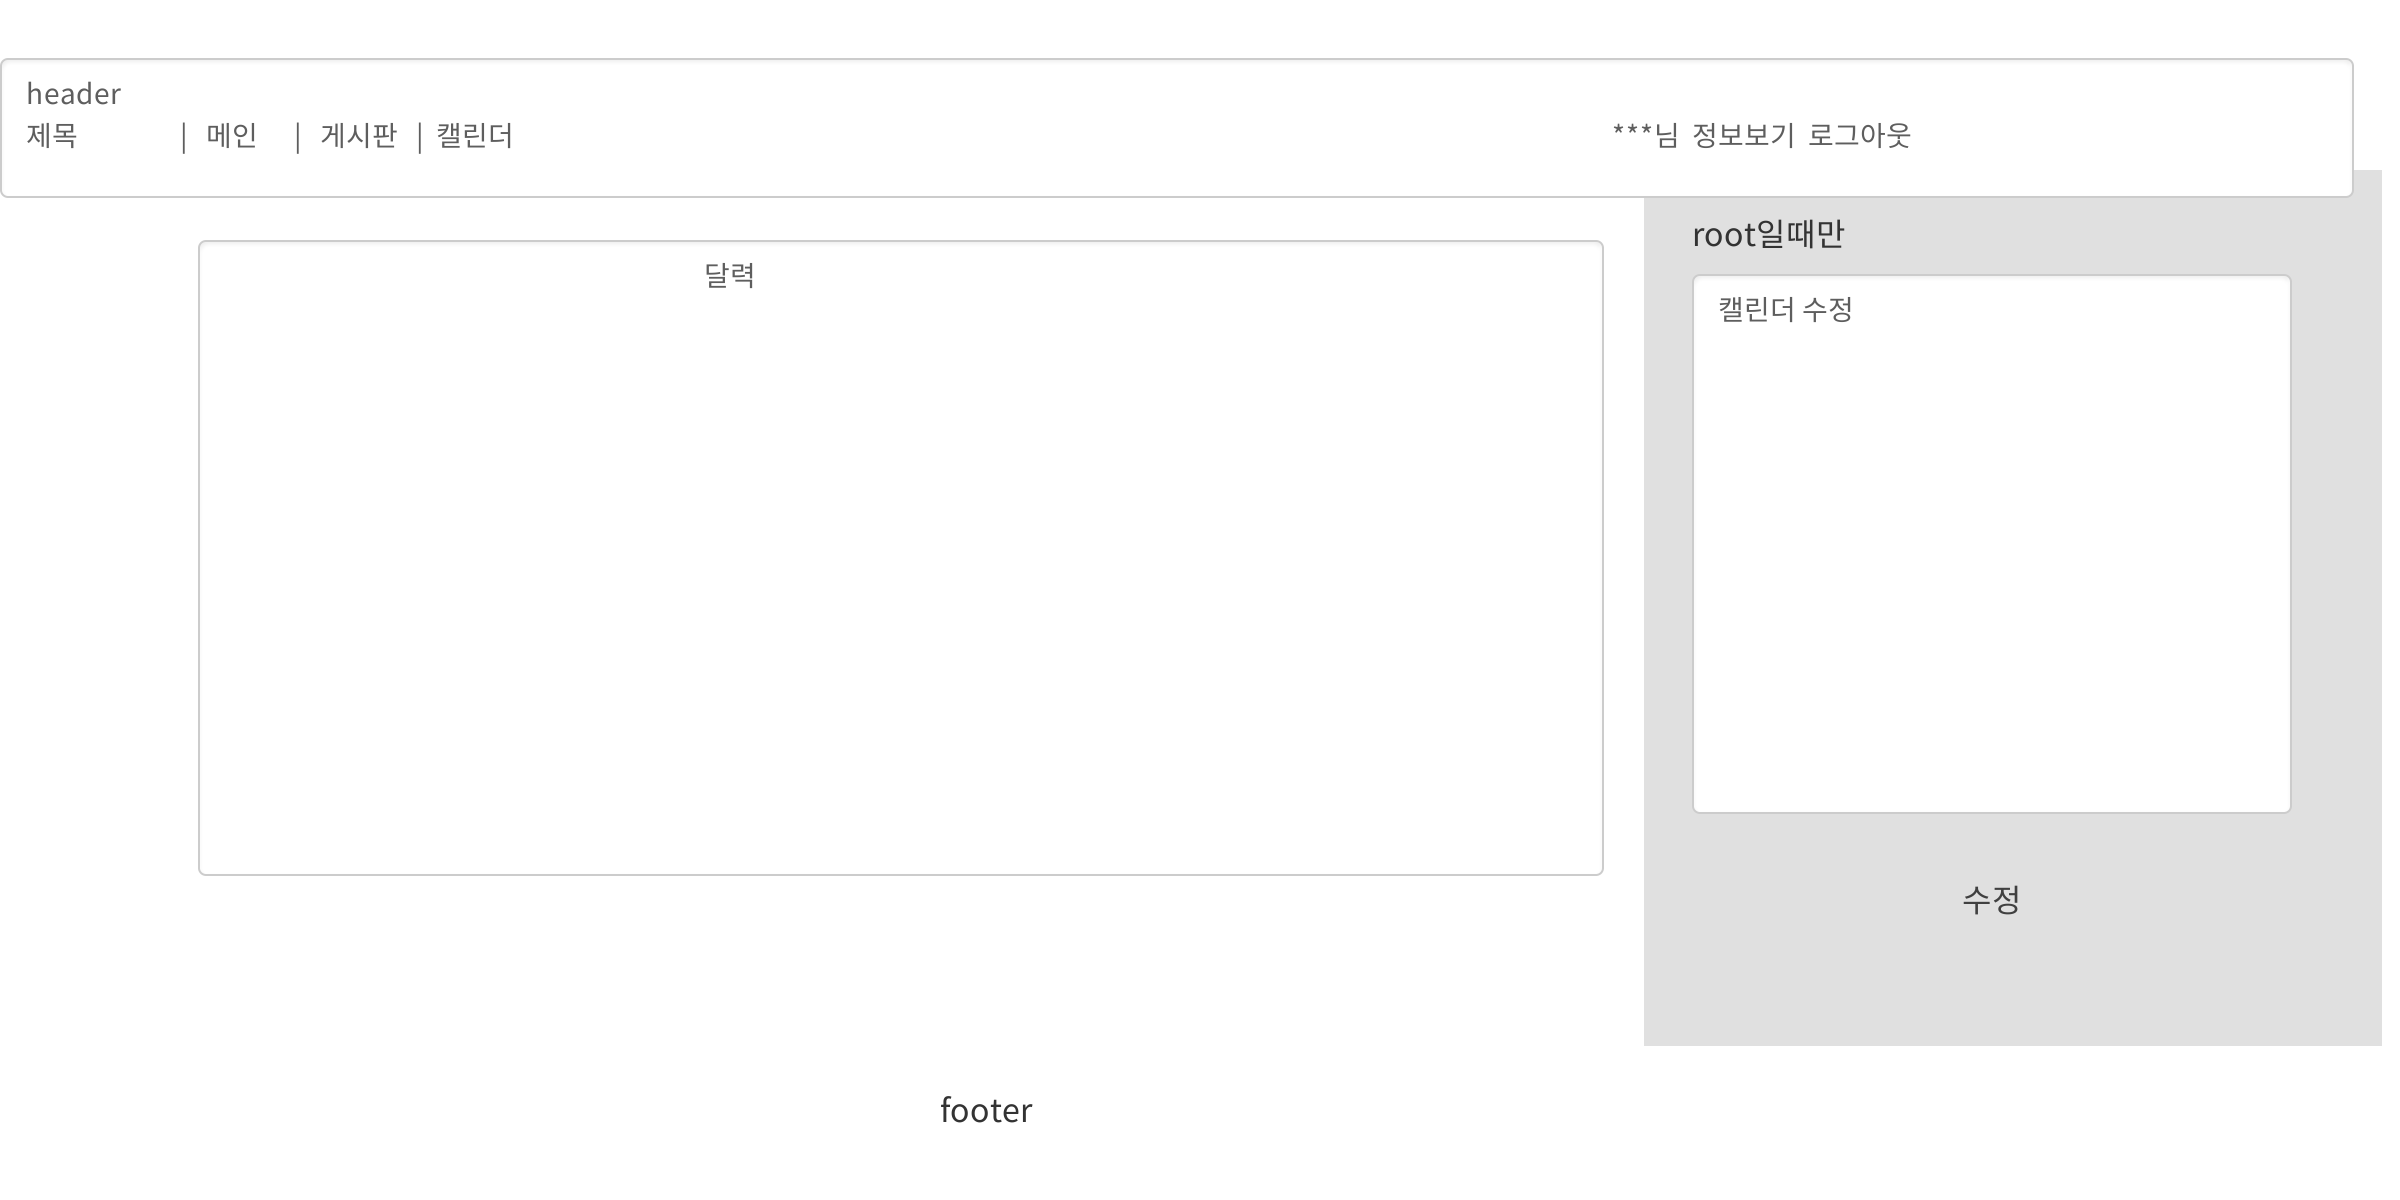 header
제목 | 메인 | 게시판 | 캘린더 ***님 정보보기 로그아웃
달력
root일때만
캘린더 수정
수정
footer